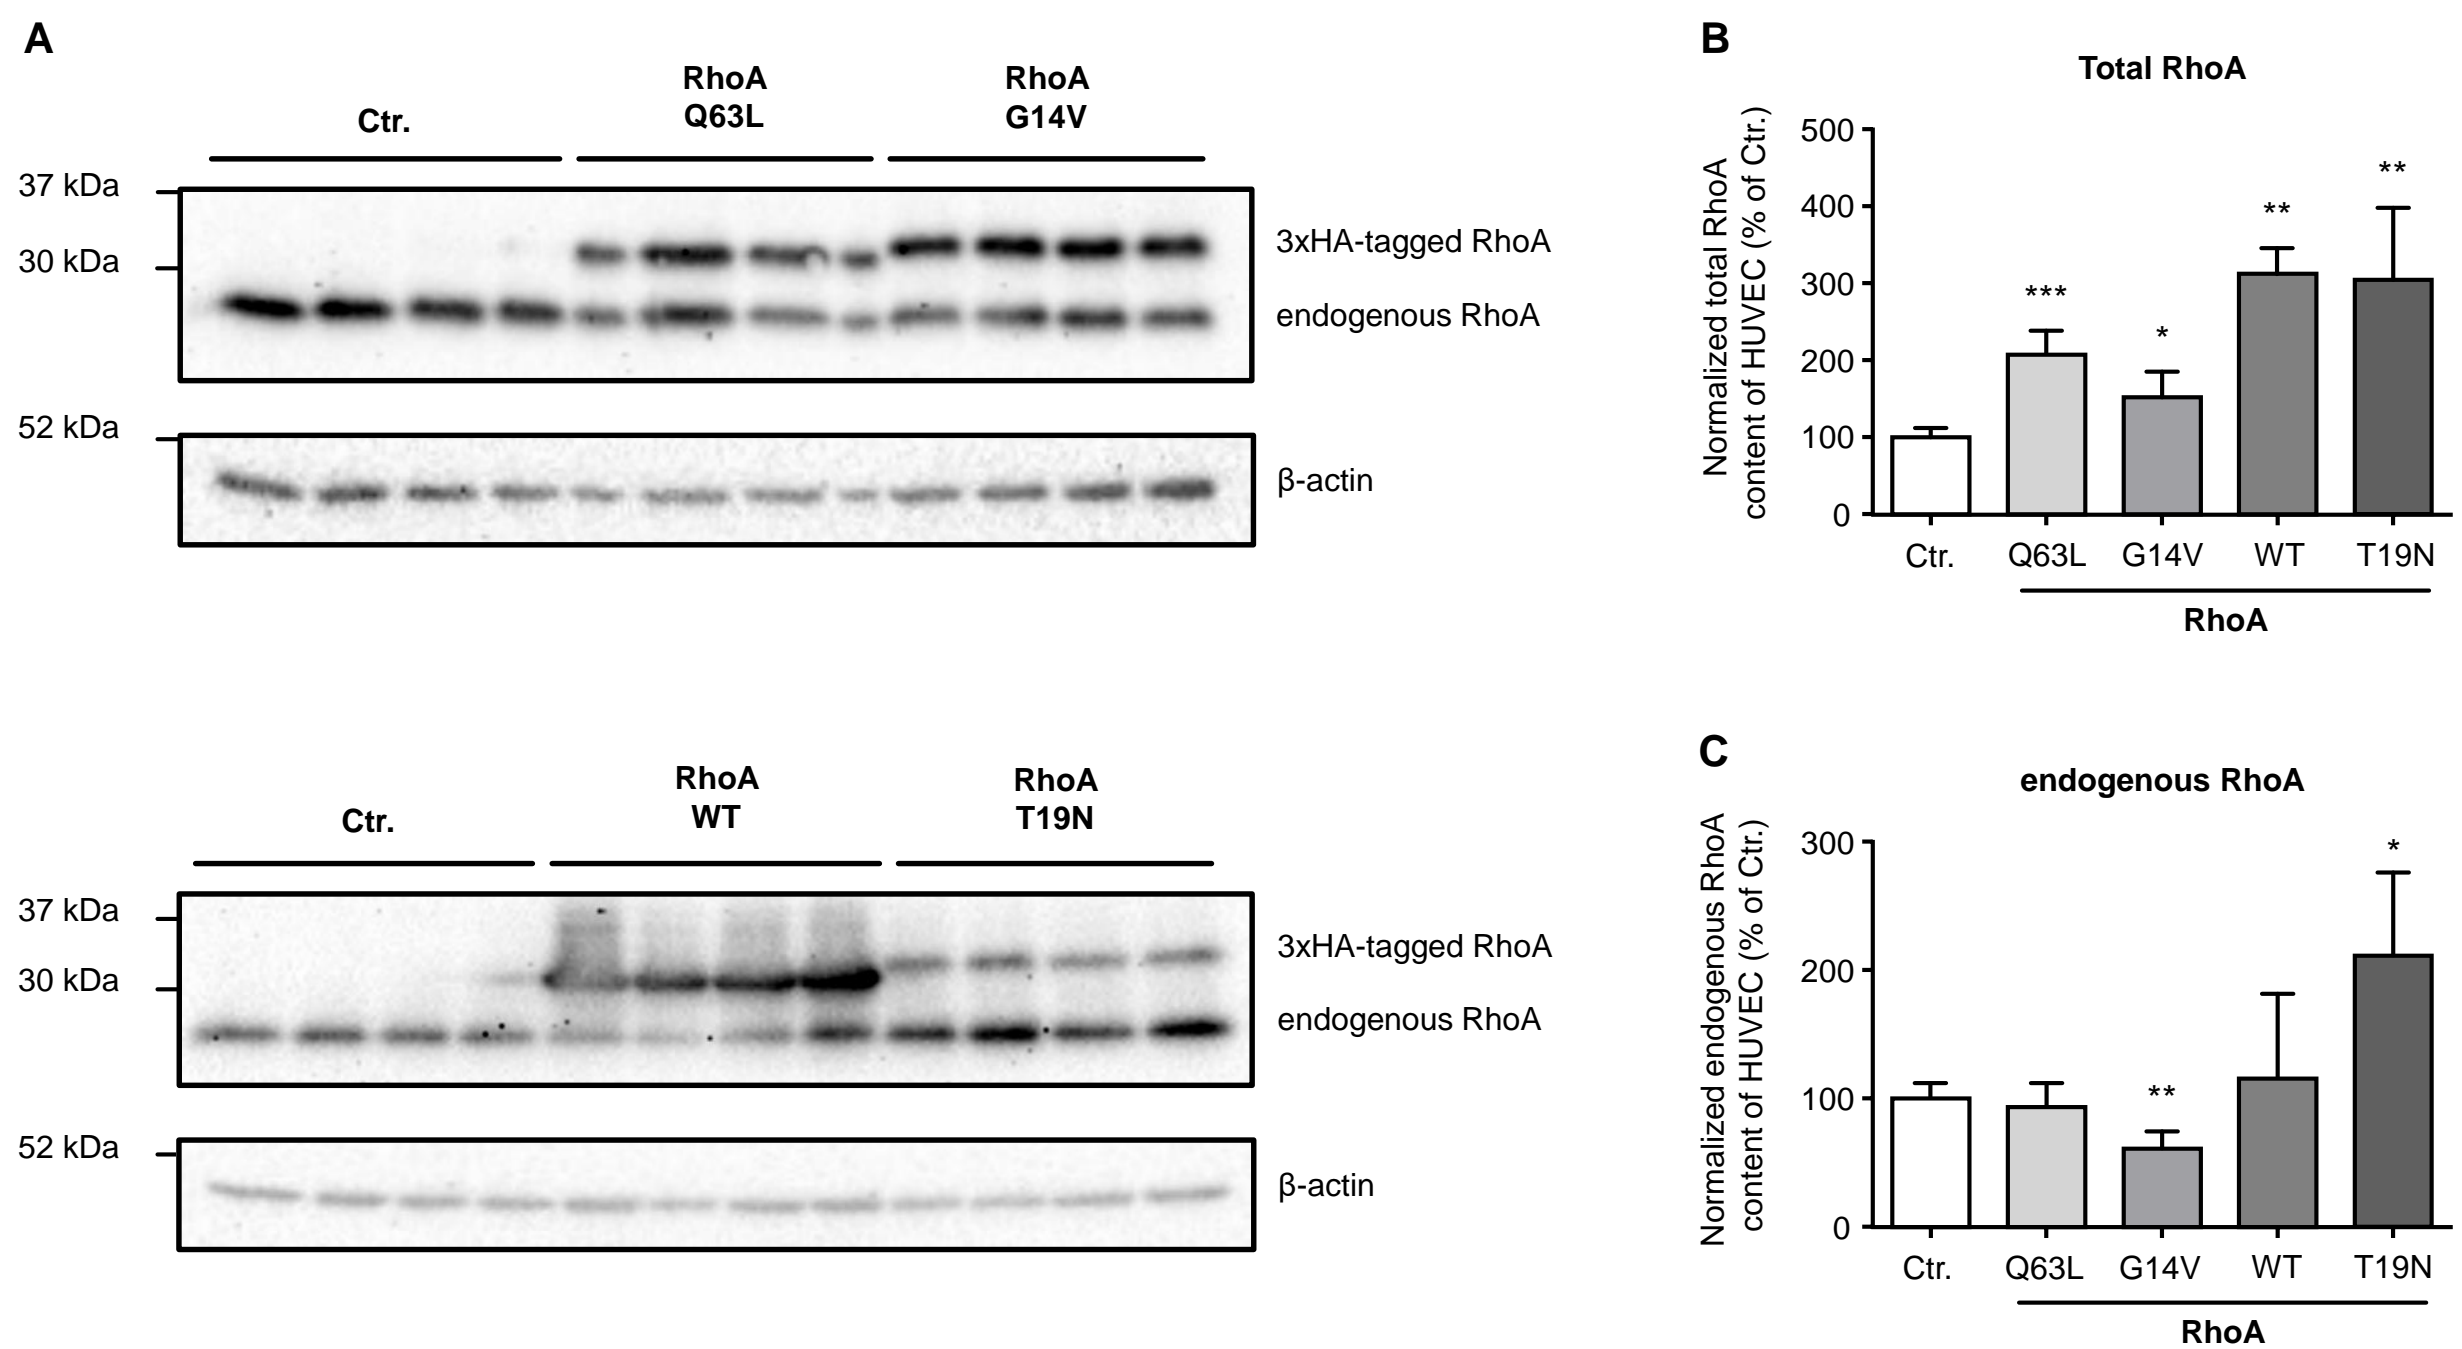 A
Ctr.
RhoA
Q63L
RhoA
G14V
37 kDa
30 kDa
3xHA-tagged RhoA
endogenous RhoA
52 kDa
β-actin
RhoA
WT
RhoA
T19N
Ctr.
37 kDa
30 kDa
3xHA-tagged RhoA
endogenous RhoA
52 kDa
β-actin
B
Total RhoA
Normalized total RhoA
content of HUVEC (% of Ctr.)
500
400
300
200
100
0
***
*
**
**
Ctr.
Q63L
G14V
WT
T19N
RhoA
C
endogenous RhoA
Normalized endogenous RhoA
content of HUVEC (% of Ctr.)
300
200
100
0
**
*
Ctr.
Q63L
G14V
WT
T19N
RhoA